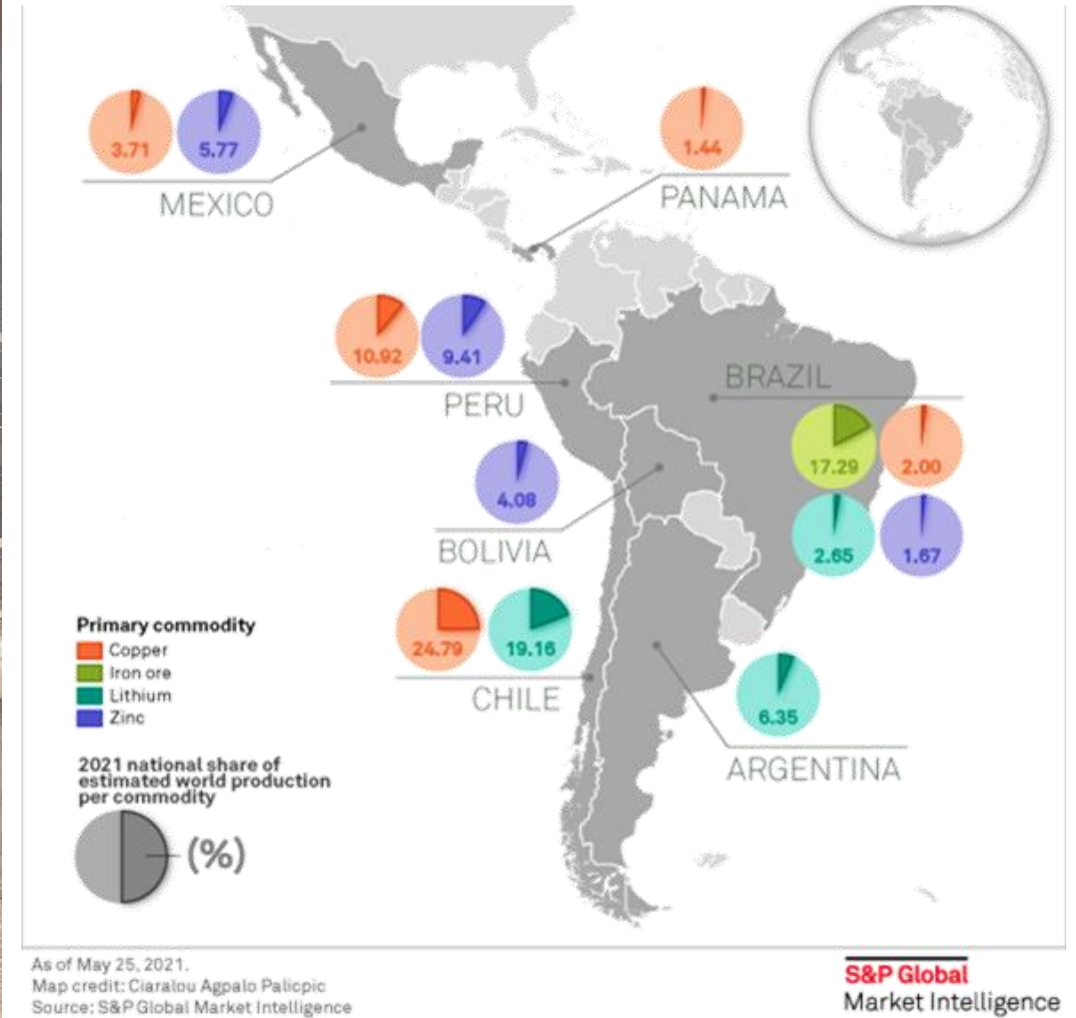 3.71
5.77
MEXICO
1.44
PANAMA
10.92
9.41
PERU
BRAZIL
17.29
2.00
2.65
1.67
4.08
BOLIVIA
24.79
19.16
CHILE
6.35
ARGENTINA
Primary commodity
Copper
Iron ore
Lithium
Zinc
2021 national share of
estimated world production
per commodity
(%)
As of May 25, 2021.
Map credit: Ciaralou Agpalo Palicpic
Source: S&P Global Market Intelligence
S&P Global
Market Intelligence